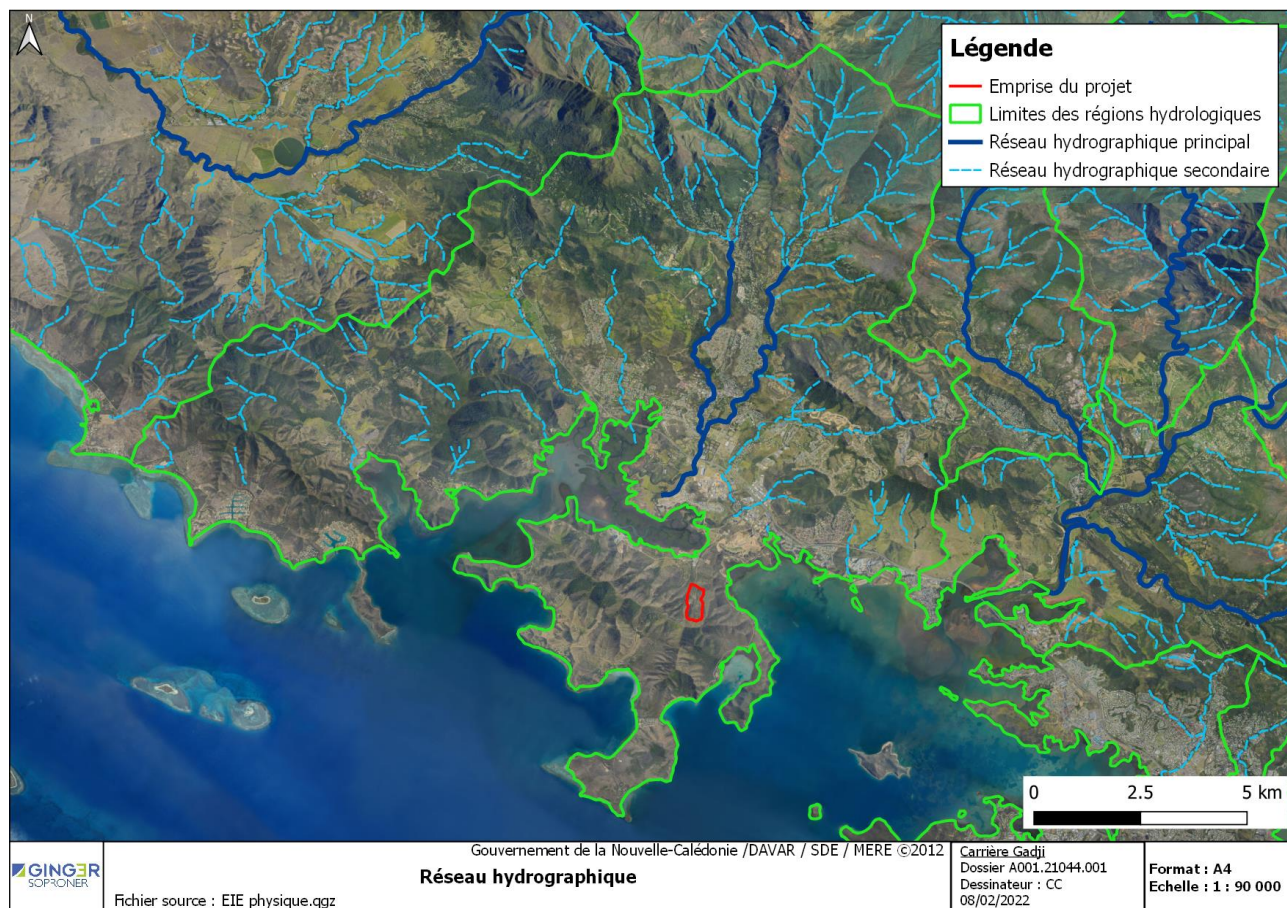 N
Légende
Emprise du projet
Limites des régions hydrologiques
Réseau hydrographique principal
Réseau hydrographique secondaire
0 2.5 5 km
GINGER
SOPRONER
Gouvernement de la Nouvelle-Calédonie /DAVAR / SDE / MERE ©2012
Réseau hydrographique
Fichier source : EIE physique.qgz
Carrière Gadji
Dossier A001.21044.001
Dessinateur : CC
08/02/2022
Format : A4
Echelle : 1 : 90 000